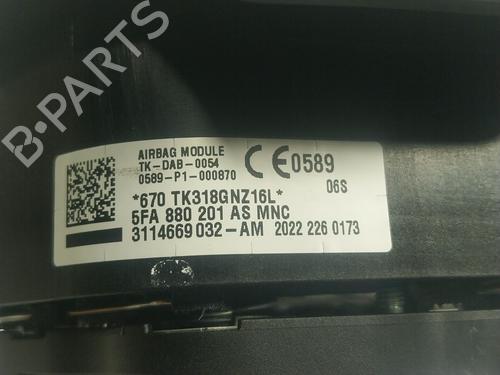 B-PARTS
AIRBAG MODULE
TK-DAB-0054
0589-P1-000870
CE 0589
06S
*670 TK318GNZ16L*
5FA 880 201 AS MNC
3114669 032-AM 2022 226 0173